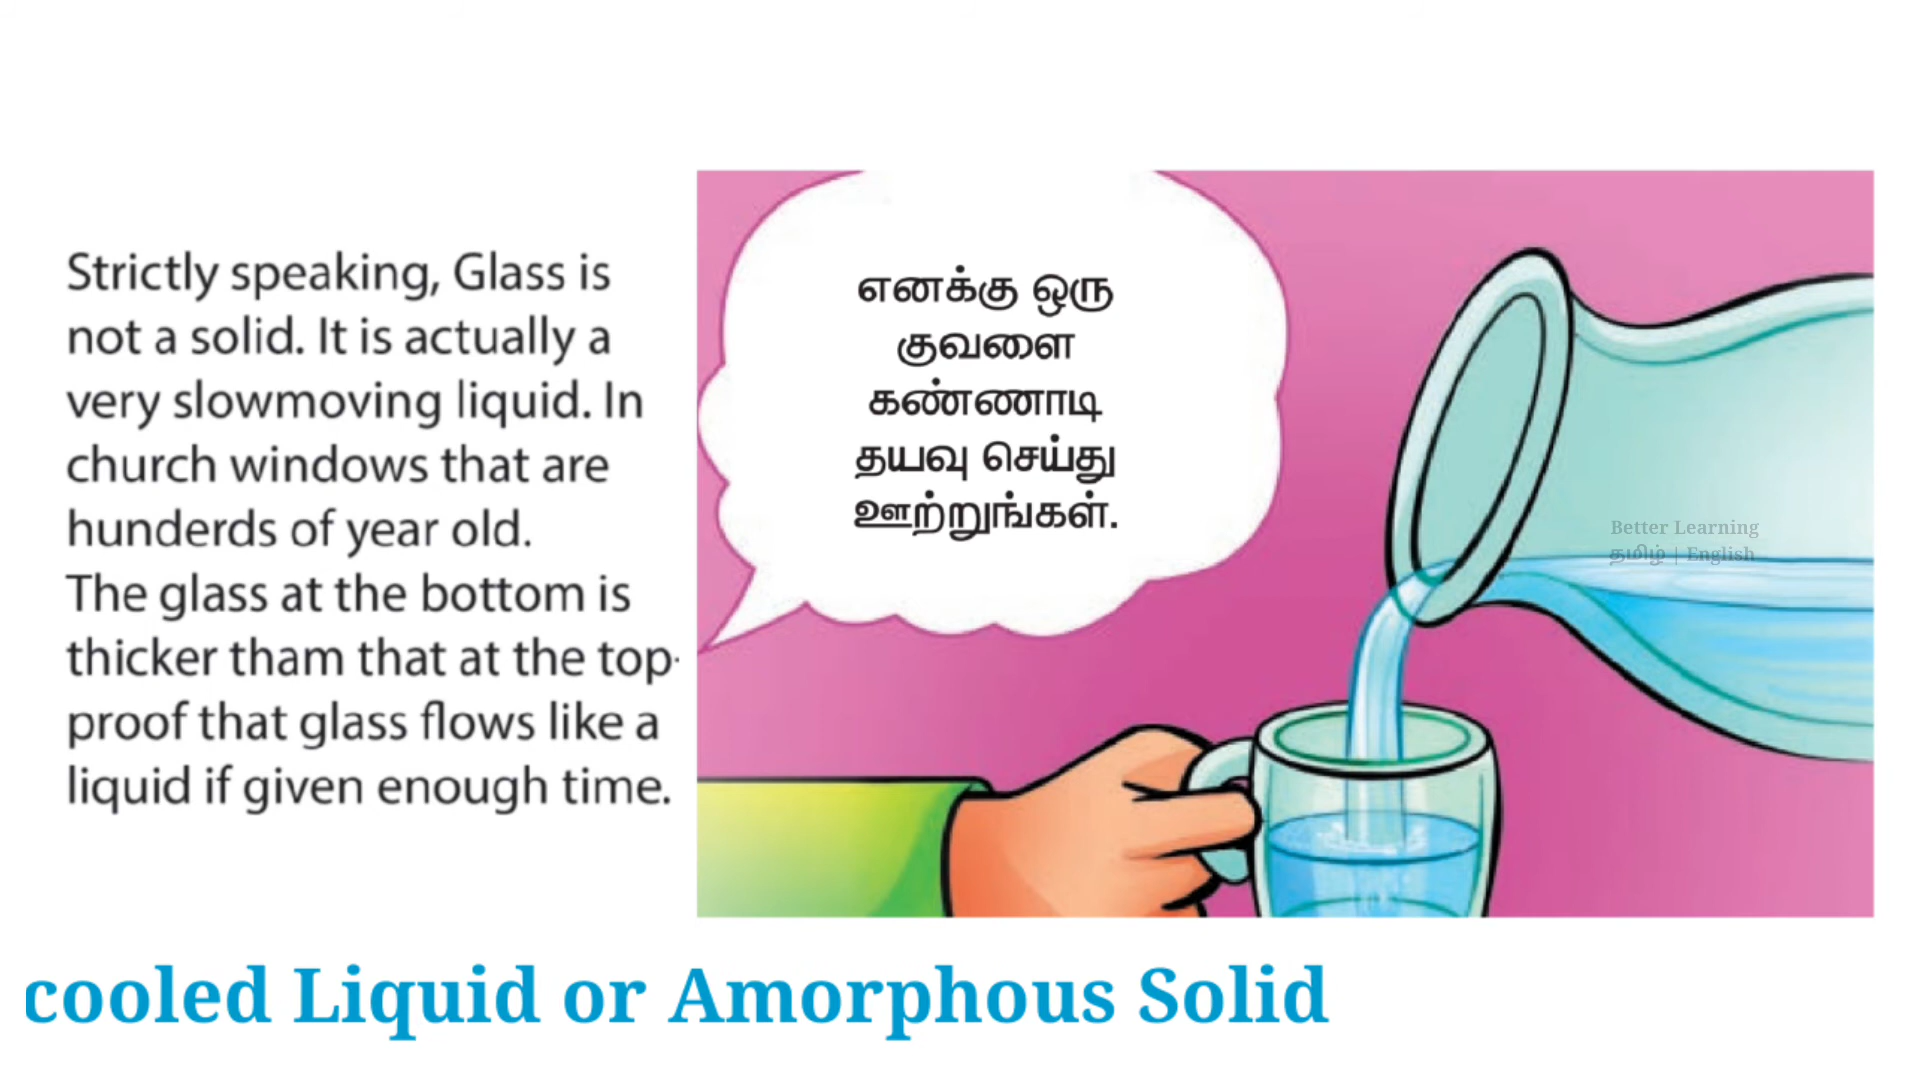 Strictly speaking, Glass is
not a solid. It is actually a
very slowmoving liquid. In
church windows that are
hunderds of year old.
The glass at the bottom is
thicker tham that at the top-
proof that glass flows like a
liquid if given enough time.
எனக்கு ஒரு
குவளை
கண்ணாடி
தயவு செய்து
ஊற்றுங்கள்.
Better Learning
தமிழ் | English
cooled Liquid or Amorphous Solid